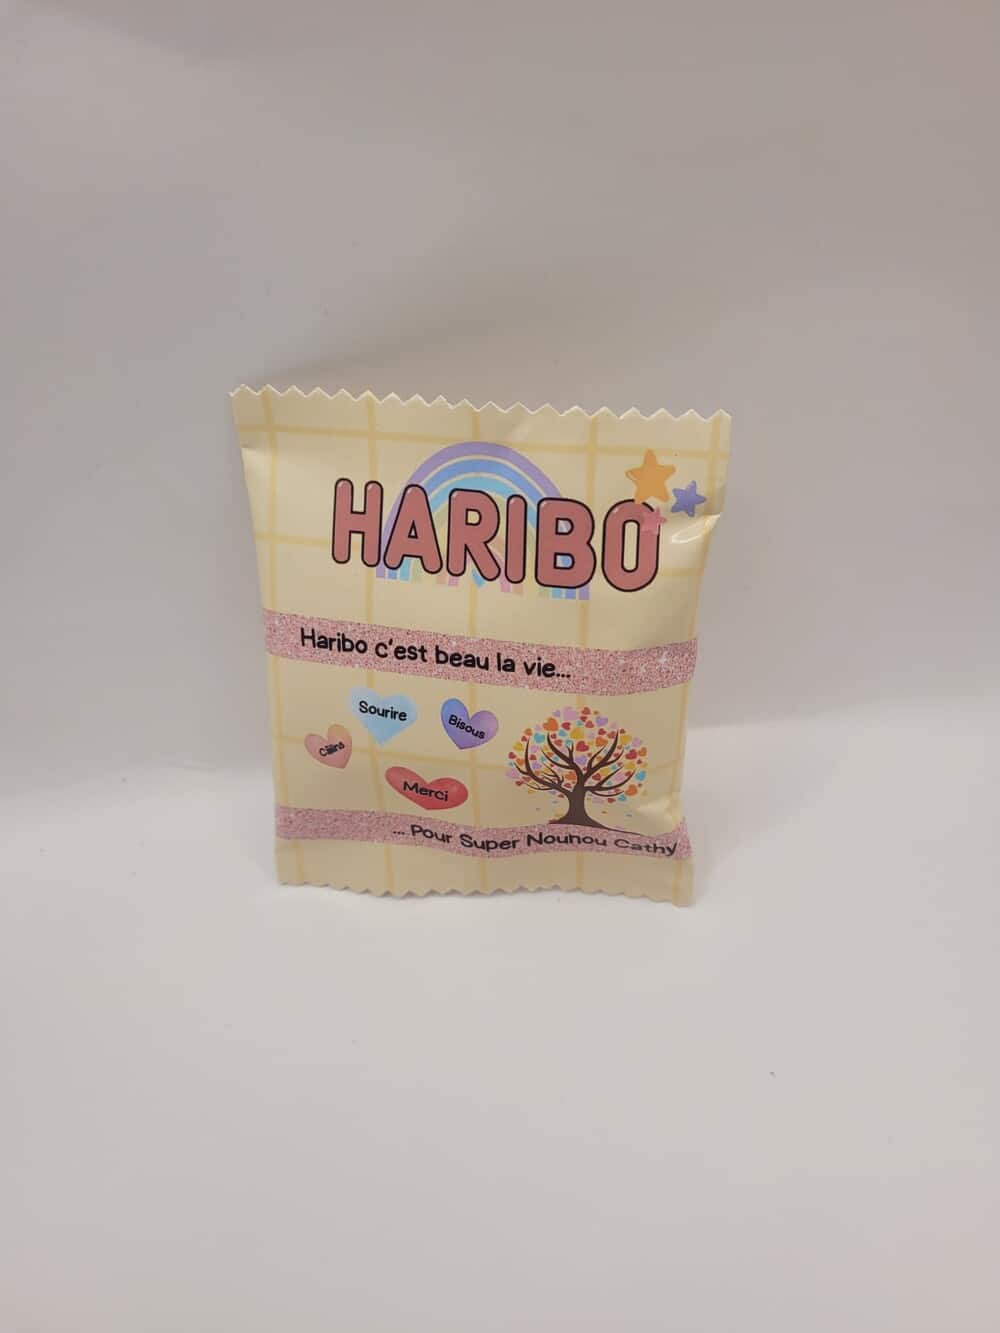 HARIBO
Haribo c'est beau la vie...
Sourire
Bisous
Câlins
Merci
... Pour Super Nounou Cathy